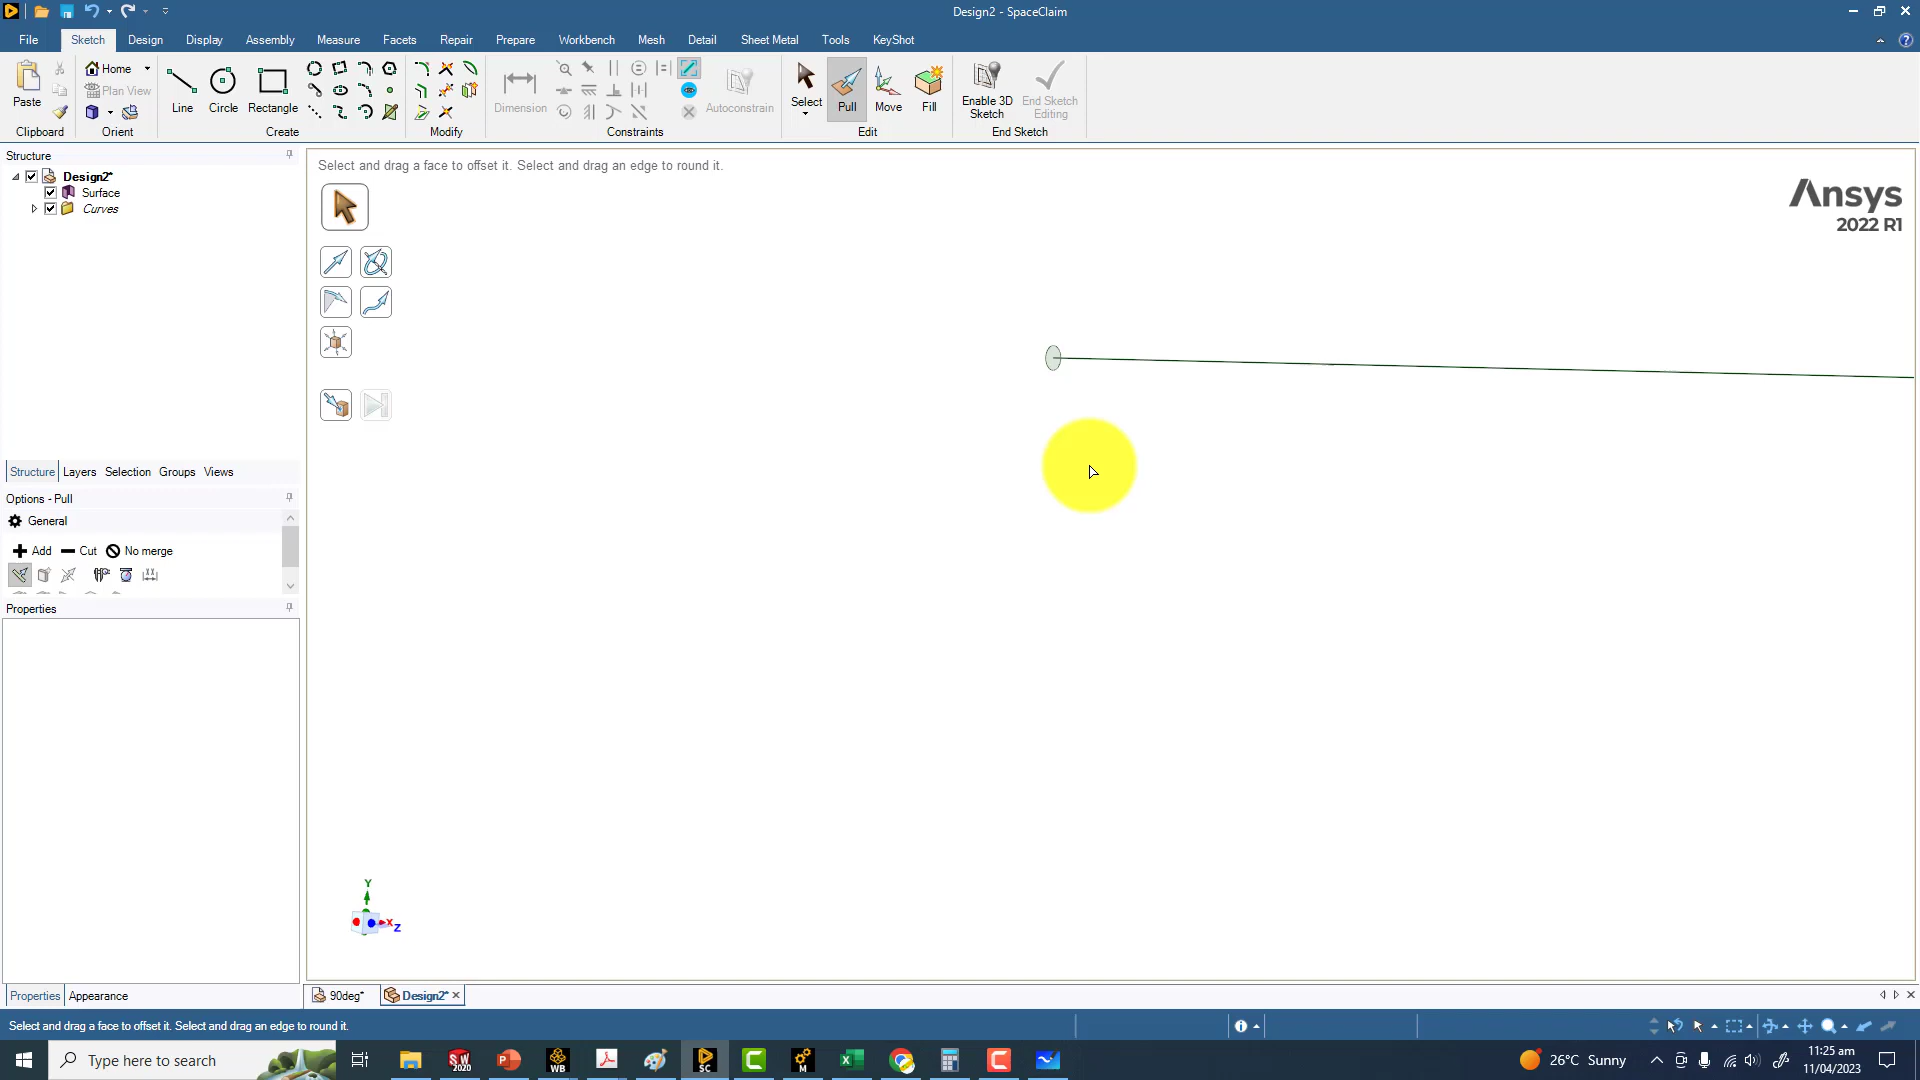 Design2 - SpaceClaim
File Sketch Design Display Assembly Measure Facets Repair Prepare Workbench Mesh Detail Sheet Metal Tools KeyShot
Paste
Clipboard
Home
Plan View
Orient
Line
Circle
Rectangle
Create
Modify
Dimension
Autoconstrain
Constraints
Select
Pull
Move
Fill
Edit
Enable 3D
Sketch
End Sketch
Editing
End Sketch
Structure
Design2*
Surface
Curves
Structure Layers Selection Groups Views
Options - Pull
General
Add Cut No merge
Properties
Properties Appearance
Select and drag a face to offset it. Select and drag an edge to round it.
Ansys
2022 R1
Y
X
Z
90deg*
Design2*
Select and drag a face to offset it. Select and drag an edge to round it.
Type here to search
SW
2020
WB
SC
M
26°C Sunny
11:25 am
11/04/2023